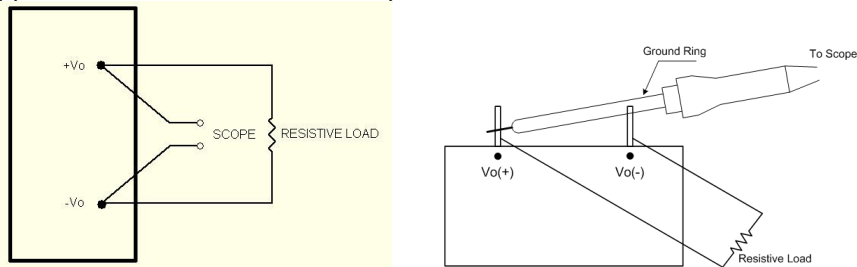 +Vo
SCOPE
RESISTIVE LOAD
-Vo
Ground Ring
To Scope
Vo(+)
Vo(-)
Resistive Load